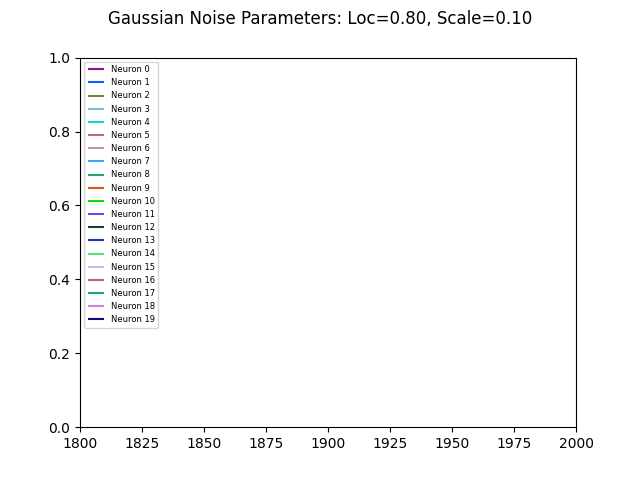 Gaussian Noise Parameters: Loc=0.80, Scale=0.10
1.0
0.8
0.6
0.4
0.2
0.0
Neuron 0
Neuron 1
Neuron 2
Neuron 3
Neuron 4
Neuron 5
Neuron 6
Neuron 7
Neuron 8
Neuron 9
Neuron 10
Neuron 11
Neuron 12
Neuron 13
Neuron 14
Neuron 15
Neuron 16
Neuron 17
Neuron 18
Neuron 19
1800 1825 1850 1875 1900 1925 1950 1975 2000